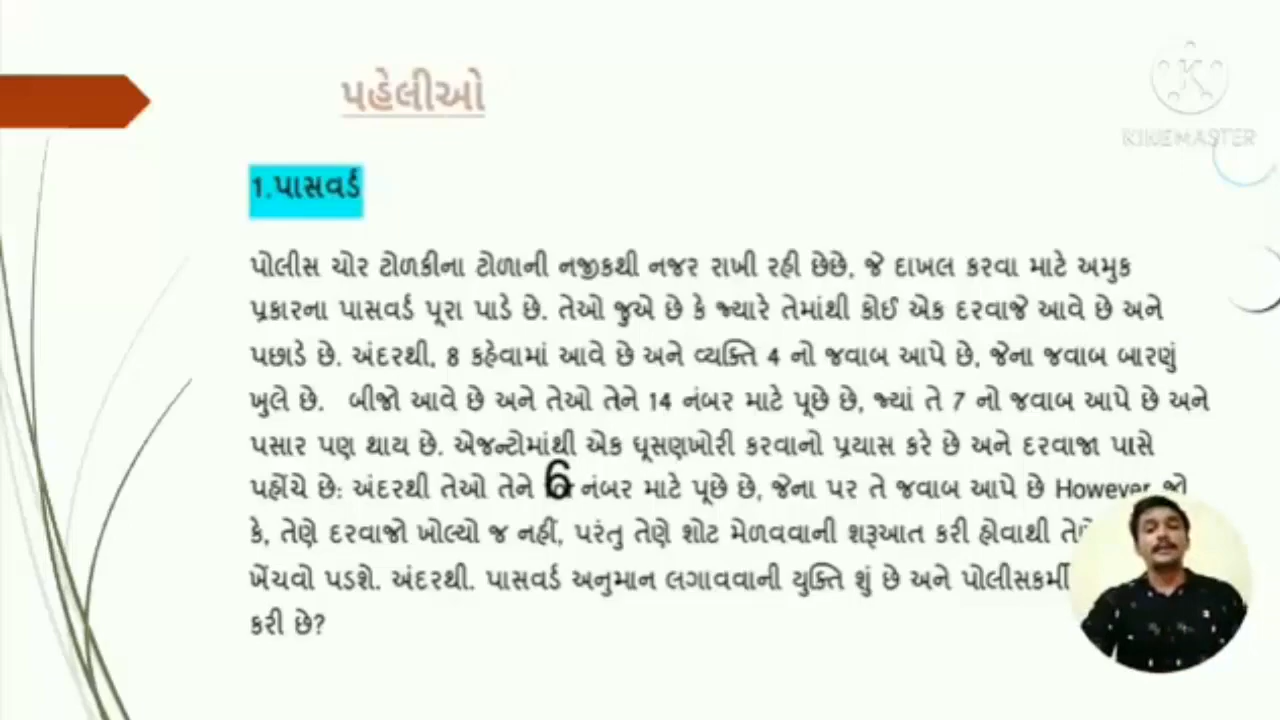 પહેલીઓ
KINEMASTER
1.પાસવર્ડ
પોલીસ ચોર ટોળકીના ટોળાની નજીકથી નજર રાખી રહી છેછે, જે દાખલ કરવા માટે અમુક
પ્રકારના પાસવર્ડ પૂરા પાડે છે. તેઓ જુએ છે કે જ્યારે તેમાંથી કોઈ એક દરવાજે આવે છે અને
પછાડે છે. અંદરથી, 8 કહેવામાં આવે છે અને વ્યક્તિ 4 નો જવાબ આપે છે, જેના જવાબ બારણું
ખુલે છે. બીજો આવે છે અને તેઓ તેને 14 નંબર માટે પૂછે છે, જ્યાં તે 7 નો જવાબ આપે છે અને
પસાર પણ થાય છે. એજન્ટોમાંથી એક ઘૂસણખોરી કરવાનો પ્રયાસ કરે છે અને દરવાજા પાસે
પહોંચે છે: અંદરથી તેઓ તેને 6 નંબર માટે પૂછે છે, જેના પર તે જવાબ આપે છે However, જો
કે, તેણે દરવાજો ખોલ્યો જ નહીં, પરંતુ તેણે શોટ મેળવવાની શરૂઆત કરી હોવાથી
ખેંચવો પડશે. અંદરથી. પાસવર્ડ અનુમાન લગાવવાની યુક્તિ શું છે અને પોલીસકર્મી
કરી છે?